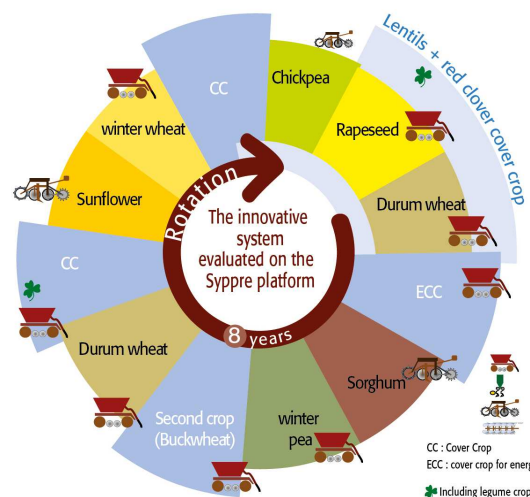 CC
Chickpea
Lentils + red clover cover crop
Rapeseed
Durum wheat
ECC
Sorghum
winter
pea
Second crop
(Buckwheat)
Durum wheat
CC
Sunflower
winter wheat
Rotation
The innovative
system
evaluated on the
Syppre platform
8 years
CC : Cover Crop
ECC : cover crop for energ
Including legume crop